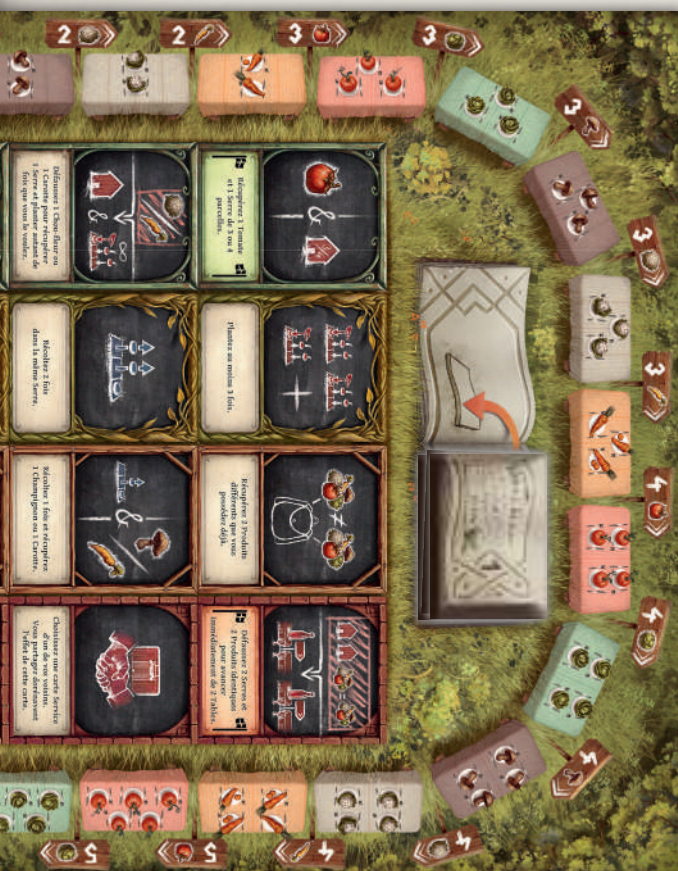 2
2
3
3
3
3
3
4
4
4
4
4
5
5
Récupérez 1 Tomate
et 1 Serre de 3 ou 4
parcelles.
Plantez au moins 3 fois.
Récupérez 2 Produits
différents que vous
possédez déjà.
Défaussez 2 Serres et
2 Produits identiques
pour avancer
immédiatement de 2 Tables.
Défaussez 1 Chou-fleur ou
1 Carotte pour récupérer
1 Serre et planter autant de
fois que vous le voulez.
Récoltez 2 fois
dans la même Serre.
Récoltez 1 fois et récupérez
1 Champignon ou 1 Carotte.
Choisissez une carte Service
d'un de vos voisins.
Vous partagez dorénavant
l'effet de cette carte.